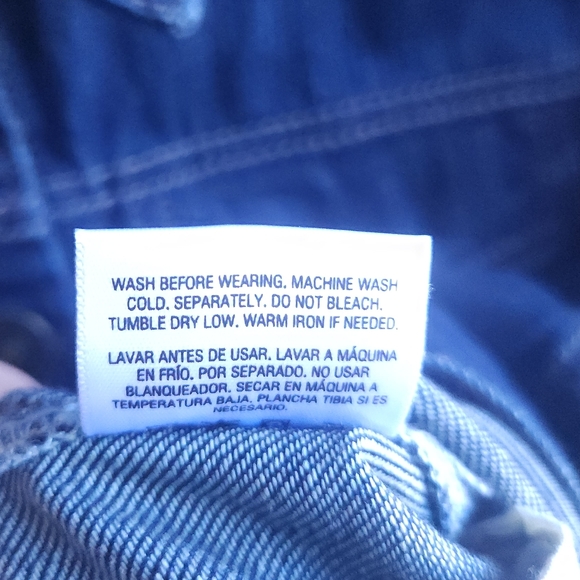 WASH BEFORE WEARING. MACHINE WASH
COLD. SEPARATELY. DO NOT BLEACH.
TUMBLE DRY LOW. WARM IRON IF NEEDED.
LAVAR ANTES DE USAR. LAVAR A MÁQUINA
EN FRÍO. POR SEPARADO. NO USAR
BLANQUEADOR. SECAR EN MÁQUINA A
TEMPERATURA BAJA. PLANCHA TIBIA SI ES
NECESARIO.